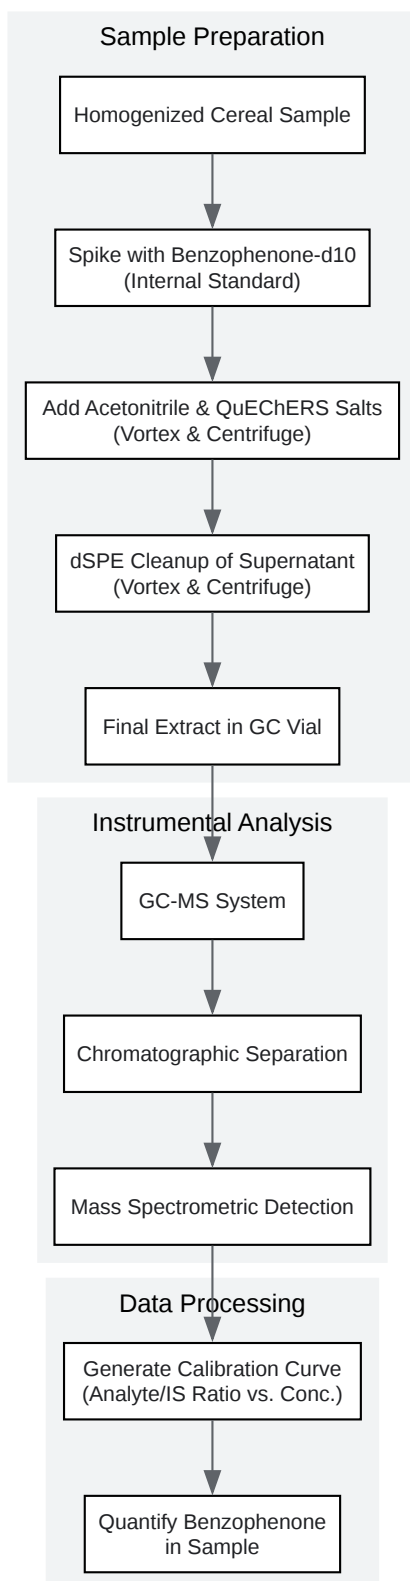 Sample Preparation
Homogenized Cereal Sample
Spike with Benzophenone-d10
(Internal Standard)
Add Acetonitrile & QuEChERS Salts
(Vortex & Centrifuge)
dSPE Cleanup of Supernatant
(Vortex & Centrifuge)
Final Extract in GC Vial
Instrumental Analysis
GC-MS System
Chromatographic Separation
Mass Spectrometric Detection
Data Processing
Generate Calibration Curve
(Analyte/IS Ratio vs. Conc.)
Quantify Benzophenone
in Sample